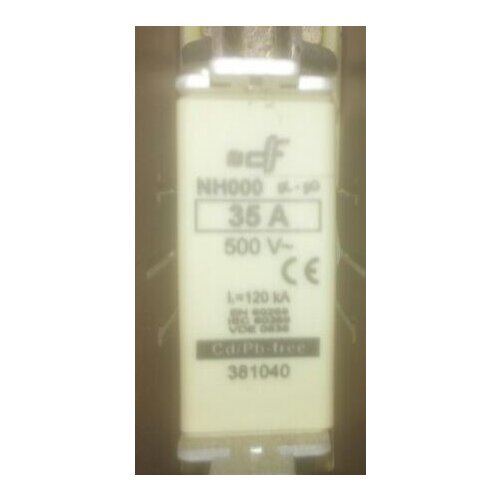 NH000 gL-gG
35 A
500 V~
CE
I₁=120 kA
EN 60269
IEC 60269
VDE 0636
Cd/Pb-free
381040